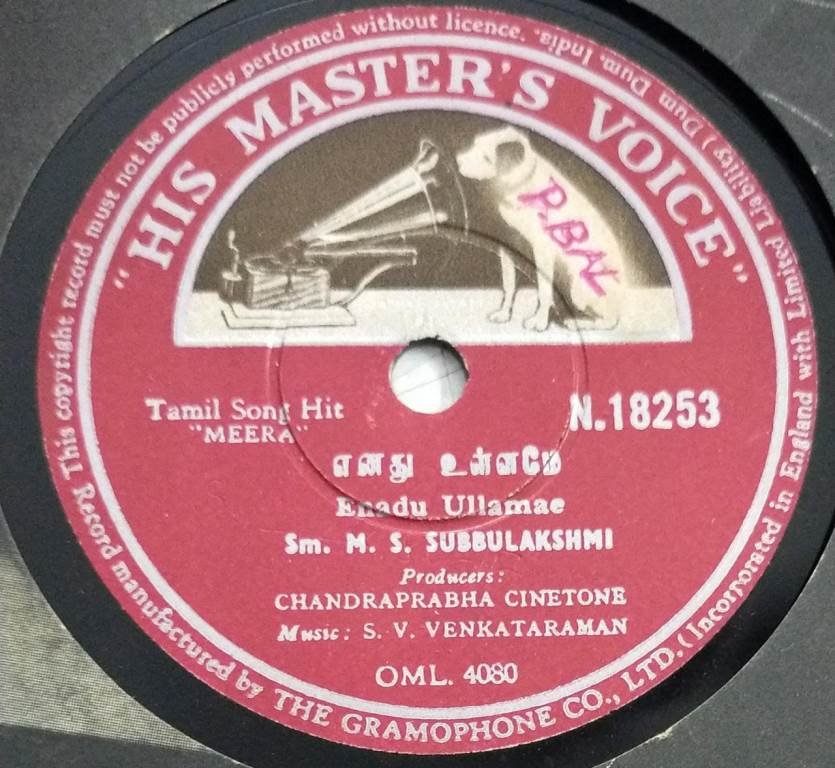 This copyright record must not be publicly performed without licence.
"HIS MASTER'S VOICE"
P. BAL
Tamil Song Hit
"MEERA"
N.18253
எனது உள்ளமே
Enadu Ullamae
Sm. M. S. SUBBULAKSHMI
Producers:
CHANDRAPRABHA CINETONE
Music: S. V. VENKATARAMAN
OML. 4080
Record manufactured by THE GRAMOPHONE CO., LTD. (Incorporated in England with Limited Liability) Dum Dum, India.